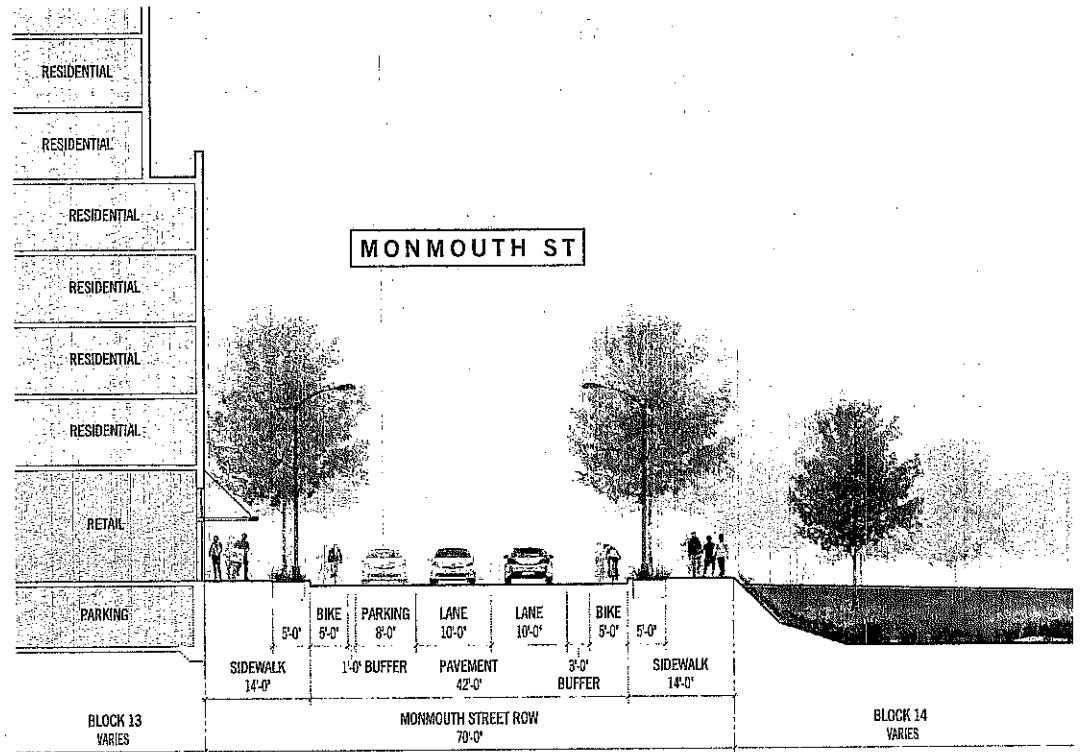 RESIDENTIAL
RESIDENTIAL
RESIDENTIAL
MONMOUTH ST
RESIDENTIAL
RESIDENTIAL
RESIDENTIAL
RETAIL
PARKING
5'-0"
BIKE
5'-0"
PARKING
8'-0"
LANE
10'-0"
LANE
10'-0"
BIKE
5'-0"
5'-0"
SIDEWALK
14'-0"
1'-0" BUFFER
PAVEMENT
42'-0"
3'-0"
BUFFER
SIDEWALK
14'-0"
BLOCK 13
VARIES
MONMOUTH STREET ROW
70'-0"
BLOCK 14
VARIES